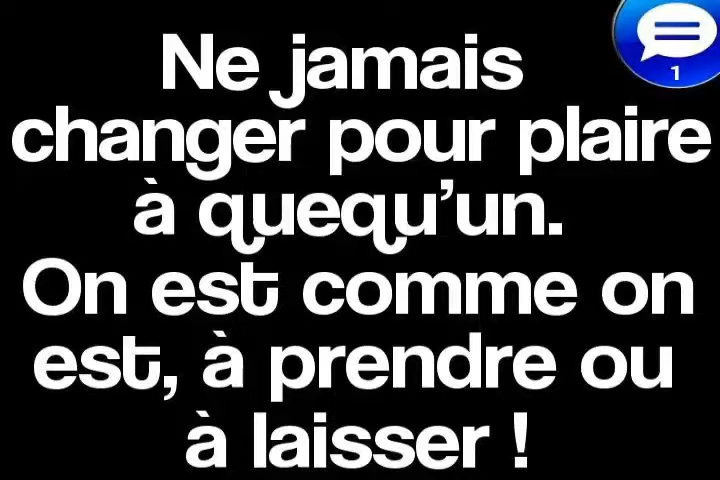 1
Ne jamais
changer pour plaire
à quequ'un.
On est comme on
est, à prendre ou
à laisser !